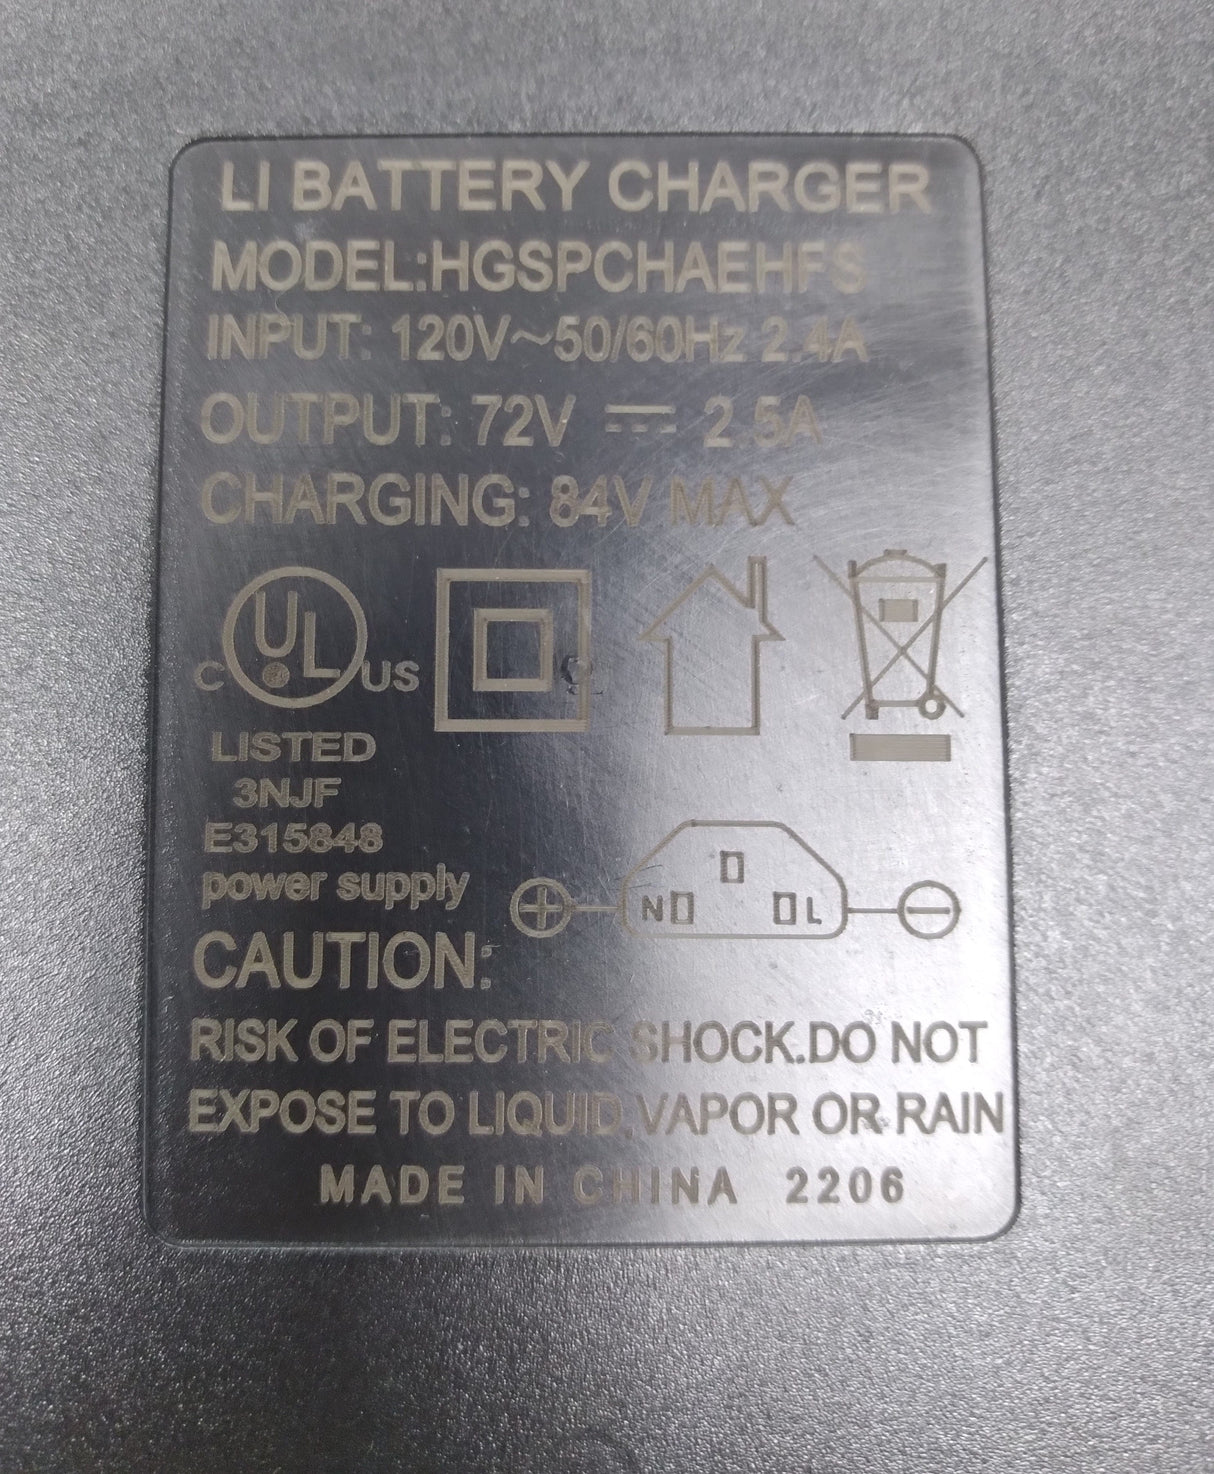 LI BATTERY CHARGER
MODEL:HGSPCHAEHFS
INPUT: 120V~50/60Hz 2.4A
OUTPUT: 72V ⎓ 2.5A
CHARGING: 84V MAX
C UL US
LISTED
3NJF
E315848
power supply
N L
CAUTION:
RISK OF ELECTRIC SHOCK.DO NOT
EXPOSE TO LIQUID,VAPOR OR RAIN
MADE IN CHINA 2206